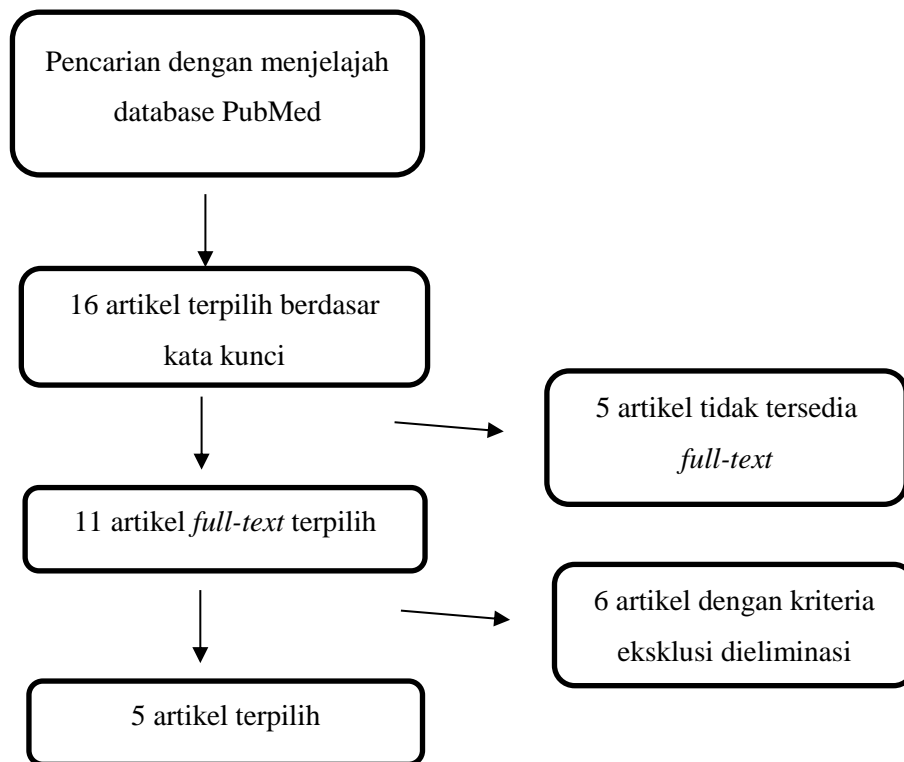 Pencarian dengan menjelajah
database PubMed
16 artikel terpilih berdasar
kata kunci
5 artikel tidak tersedia
full-text
11 artikel full-text terpilih
6 artikel dengan kriteria
eksklusi dieliminasi
5 artikel terpilih